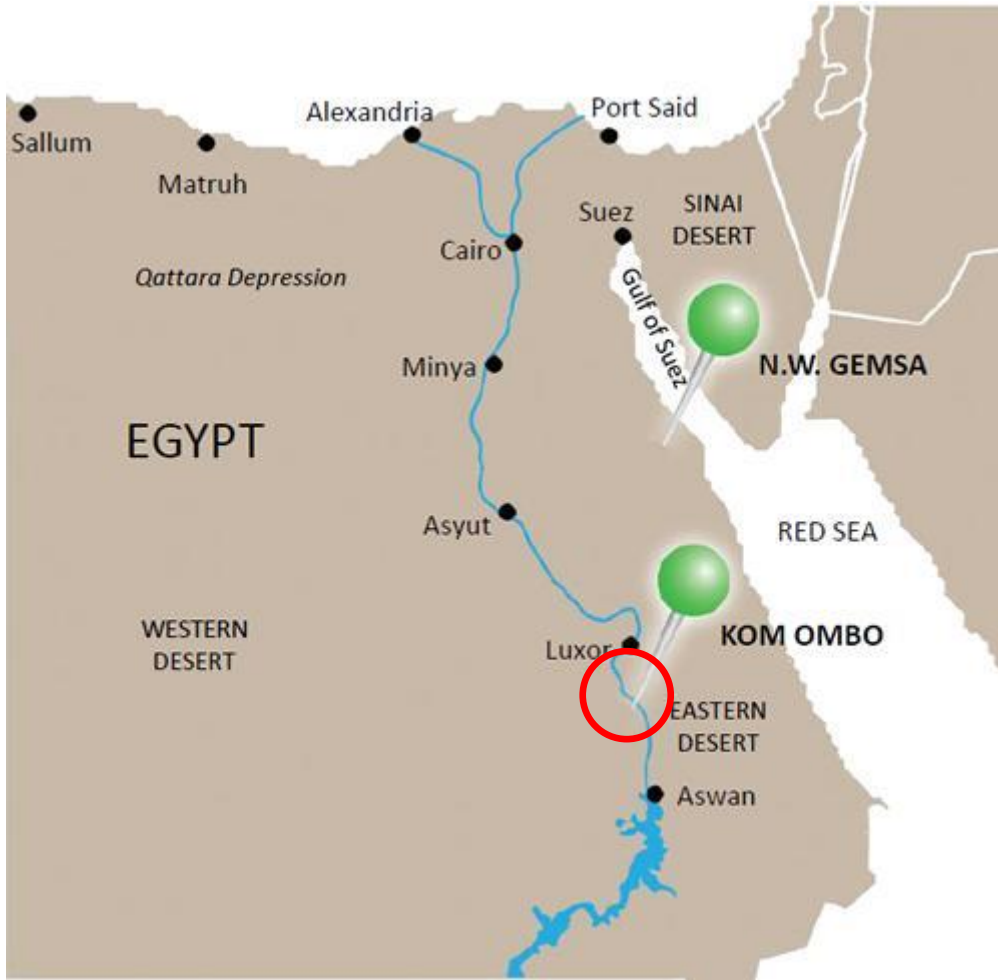 Alexandria
Port Said
Sallum
Matruh
Suez
SINAI
DESERT
Cairo
Qattara Depression
Gulf of Suez
Minya
N.W. GEMSA
EGYPT
Asyut
RED SEA
WESTERN
DESERT
Luxor
KOM OMBO
EASTERN
DESERT
Aswan